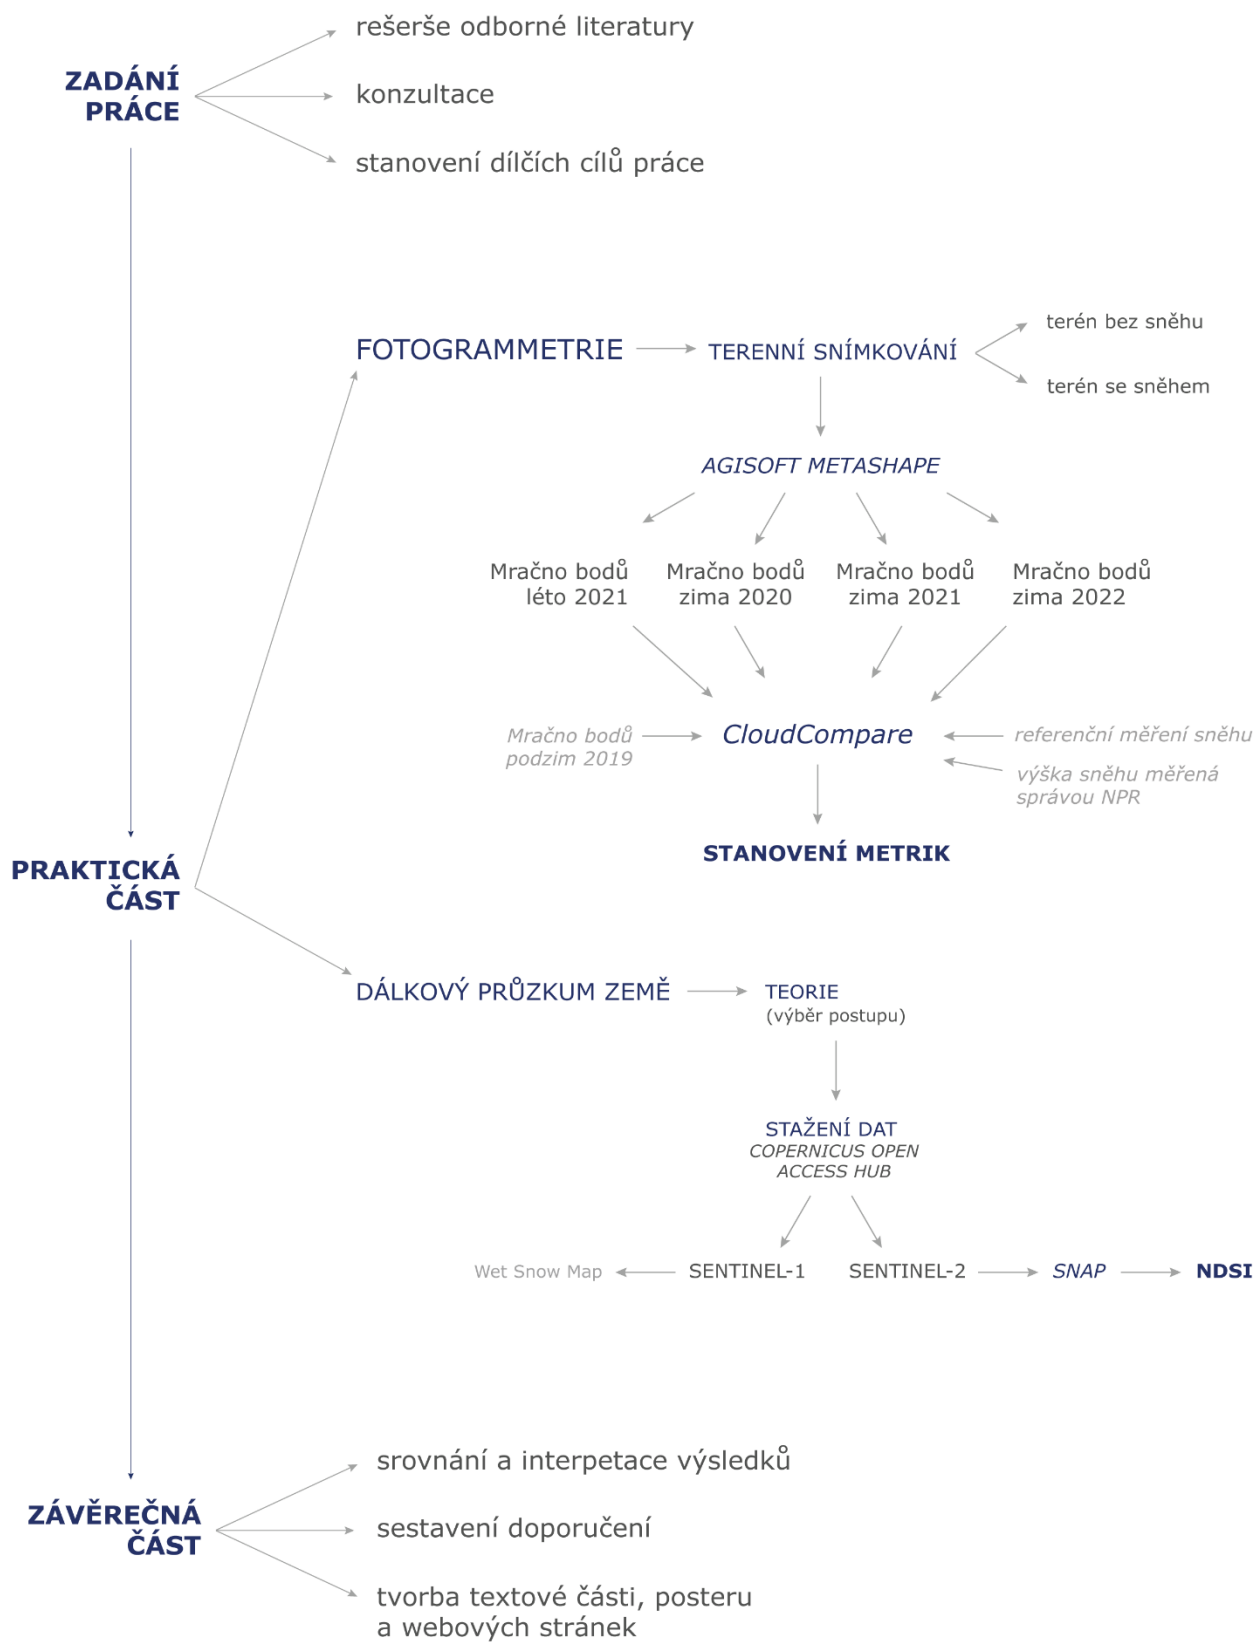 rešerše odborné literatury
ZADÁNÍ
PRÁCE
konzultace
stanovení dílčích cílů práce
FOTOGRAMMETRIE
TERENNÍ SNÍMKOVÁNÍ
terén bez sněhu
terén se sněhem
AGISOFT METASHAPE
Mračno bodů
léto 2021
Mračno bodů
zima 2020
Mračno bodů
zima 2021
Mračno bodů
zima 2022
Mračno bodů
podzim 2019
CloudCompare
referenční měření sněhu
výška sněhu měřená
správou NPR
STANOVENÍ METRIK
PRAKTICKÁ
ČÁST
DÁLKOVÝ PRŮZKUM ZEMĚ
TEORIE
(výběr postupu)
STAŽENÍ DAT
COPERNICUS OPEN
ACCESS HUB
Wet Snow Map
SENTINEL-1
SENTINEL-2
SNAP
NDSI
srovnání a interpetace výsledků
ZÁVĚREČNÁ
ČÁST
sestavení doporučení
tvorba textové části, posteru
a webových stránek